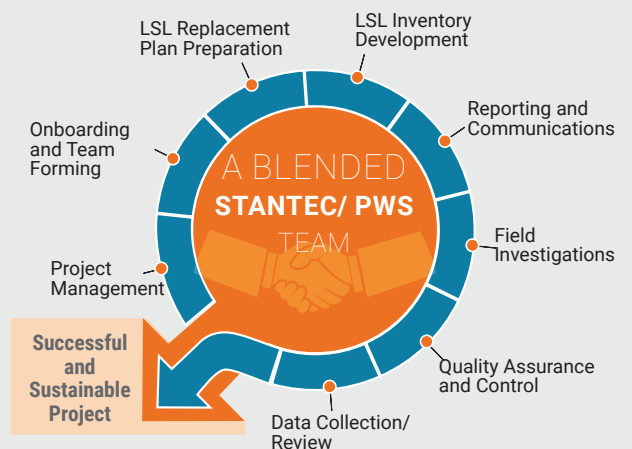 LSL Replacement
Plan Preparation
LSL Inventory
Development
Reporting and
Communications
Onboarding
and Team
Forming
A BLENDED
STANTEC/ PWS
TEAM
Field
Investigations
Project
Management
Successful
and
Sustainable
Project
Quality Assurance
and Control
Data Collection/
Review